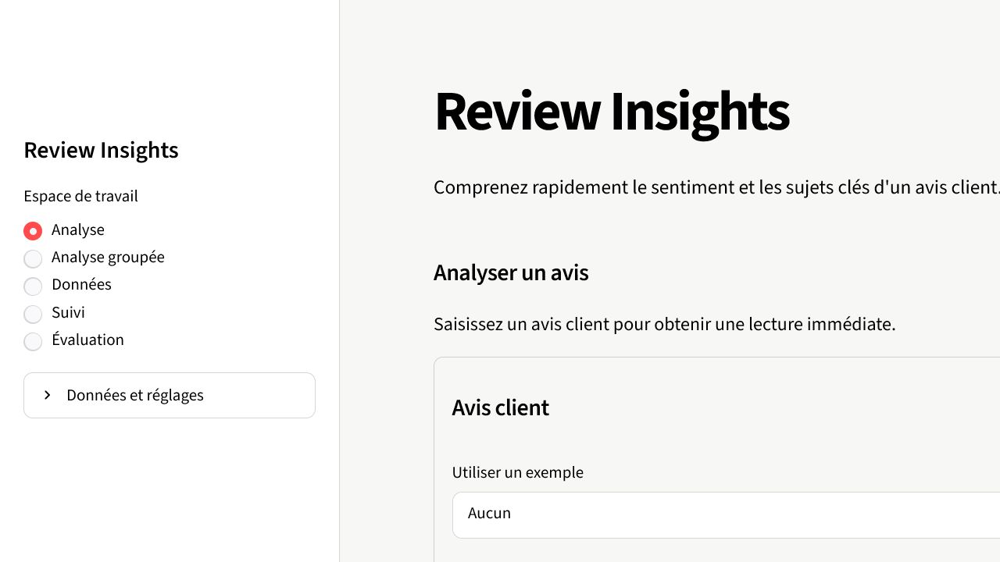 Review Insights
Espace de travail
Analyse
Analyse groupée
Données
Suivi
Évaluation
Données et réglages
Review Insights
Comprenez rapidement le sentiment et les sujets clés d'un avis client.
Analyser un avis
Saisissez un avis client pour obtenir une lecture immédiate.
Avis client
Utiliser un exemple
Aucun